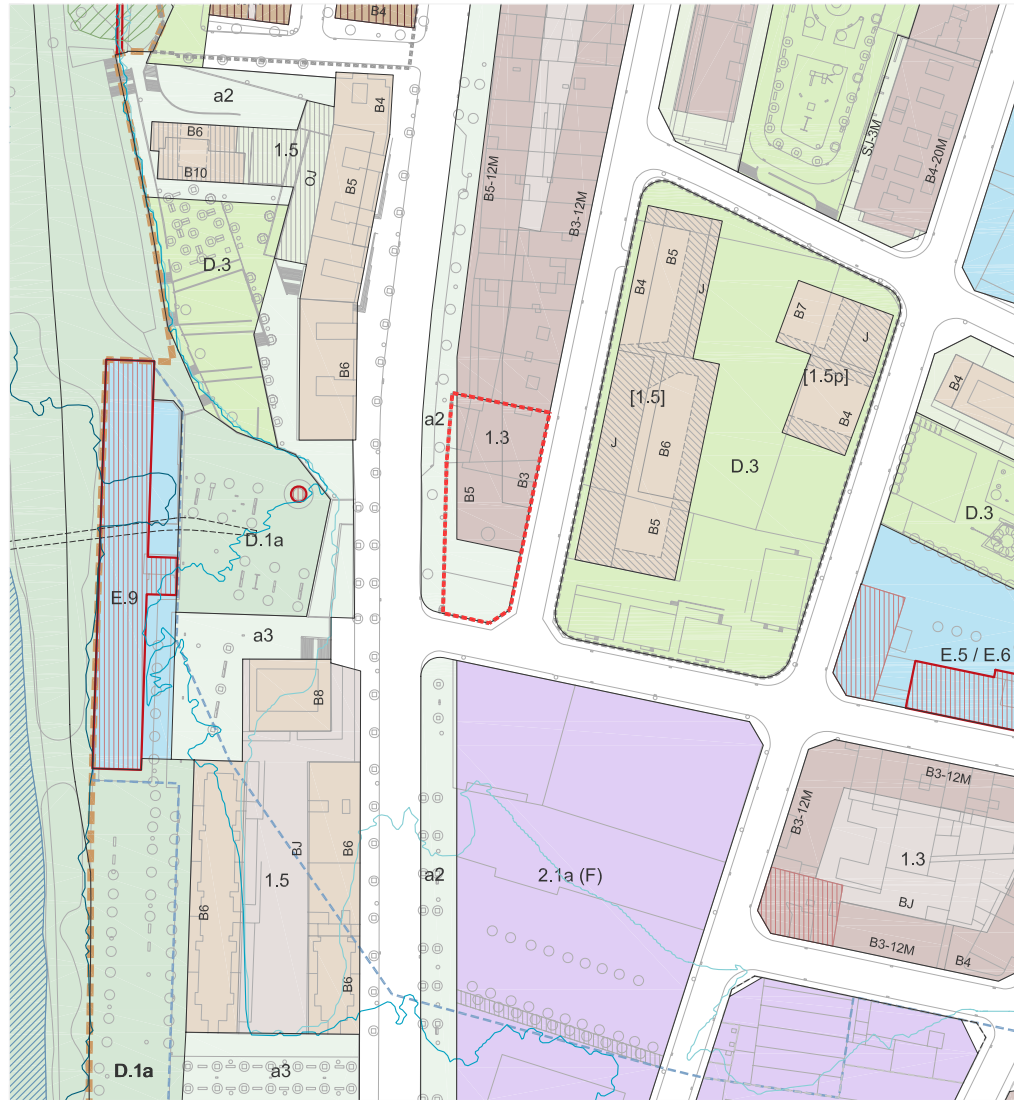 B4
a2
B4
B6
1.5
B10
OJ
B5
D.3
B6
B5-12M
B3-12M
SJ-3M
B4-20M
B4
B5
J
B7
J
[1.5p]
B4
[1.5]
J
B6
B5
D.3
a2
1.3
B5
B3
B4
D.3
E.5 / E.6
D.1a
E.9
a3
B8
B6
BJ
1.5
B6
B6
a2
2.1a (F)
B3-12M
B3-12M
1.3
BJ
B3-12M
B4
D.1a
a3